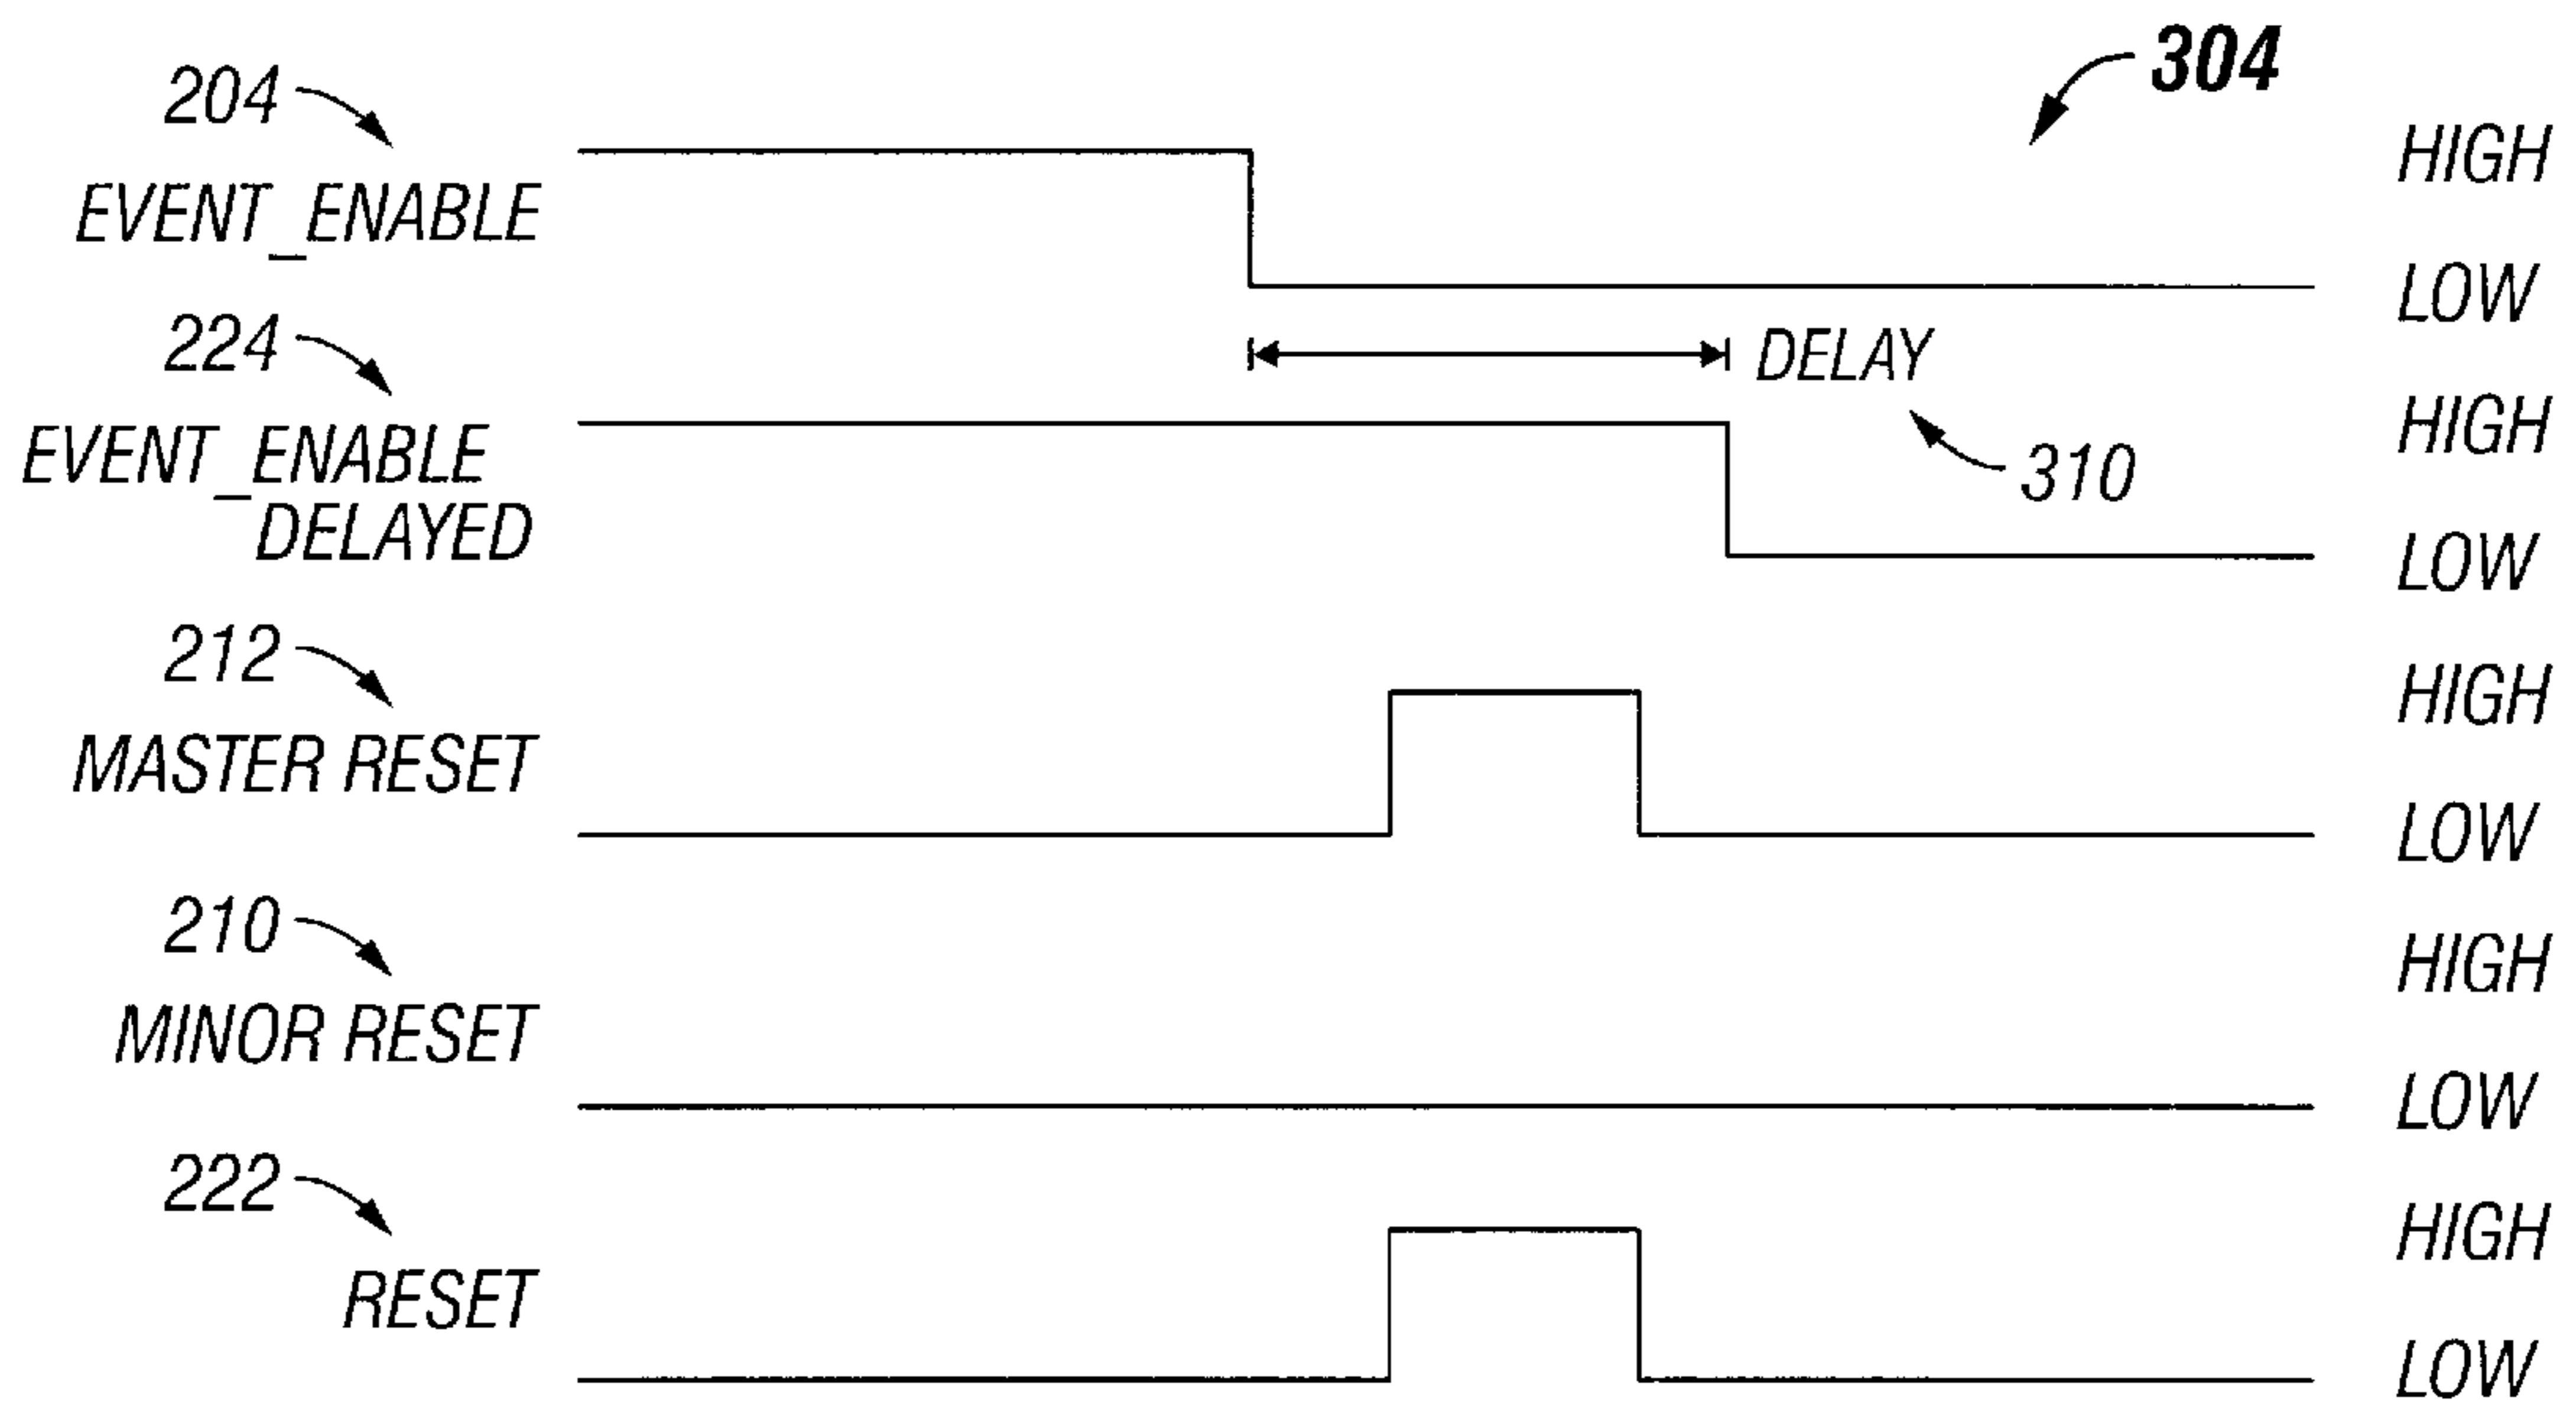 304
204
HIGH
EVENT_ENABLE
LOW
224
DELAY
HIGH
EVENT_ENABLE
310
DELAYED
LOW
212
HIGH
MASTER RESET
LOW
210
HIGH
MINOR RESET
LOW
222
HIGH
RESET
LOW